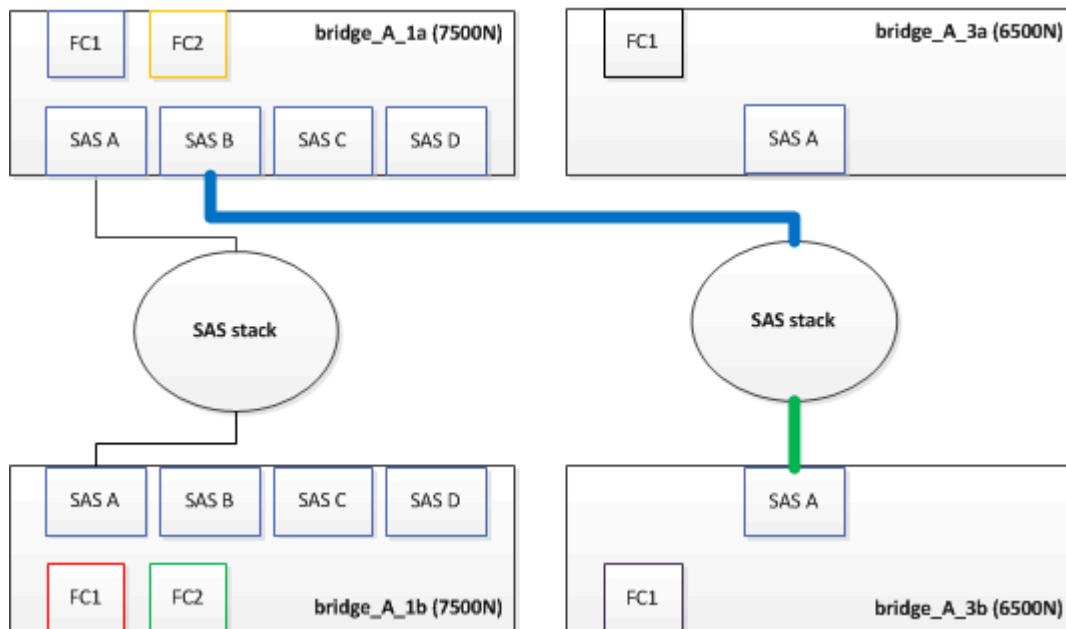 FC1
FC2
bridge_A_1a (7500N)
SAS A
SAS B
SAS C
SAS D
FC1
bridge_A_3a (6500N)
SAS A
SAS stack
SAS stack
SAS A
SAS B
SAS C
SAS D
FC1
FC2
bridge_A_1b (7500N)
SAS A
FC1
bridge_A_3b (6500N)